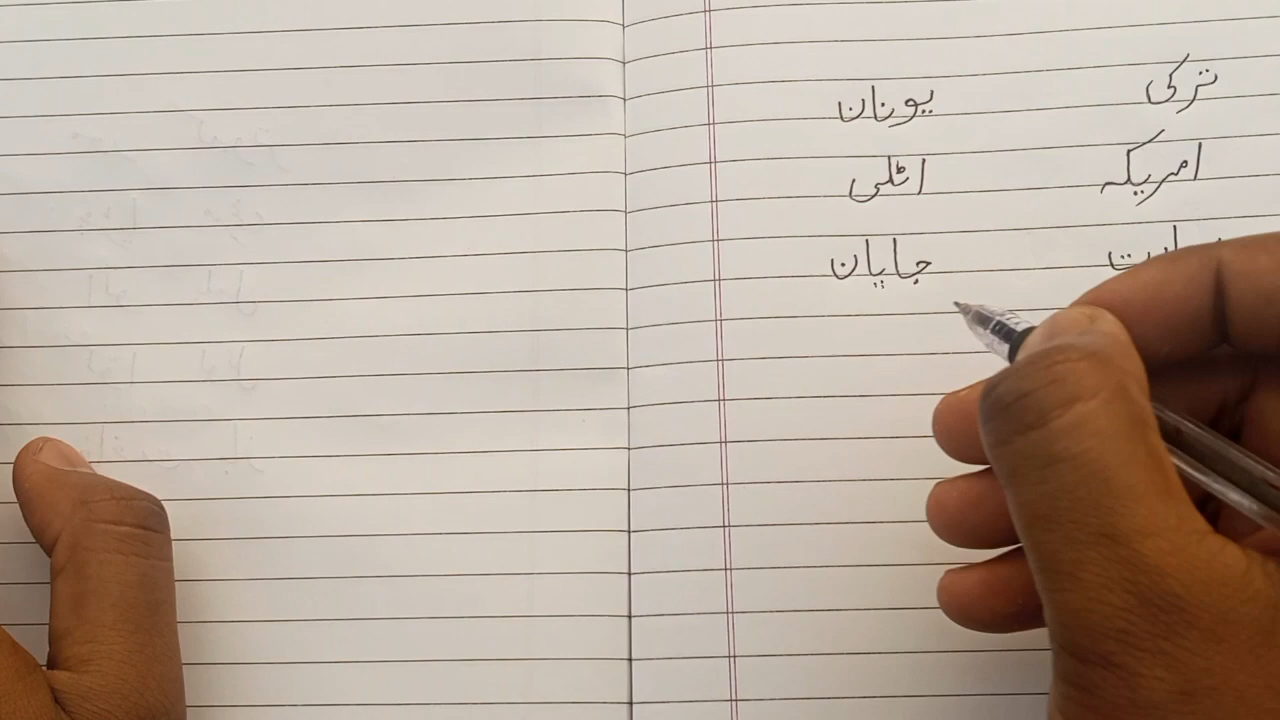 ترکی یونان
امریکہ اٹلی
جاپان